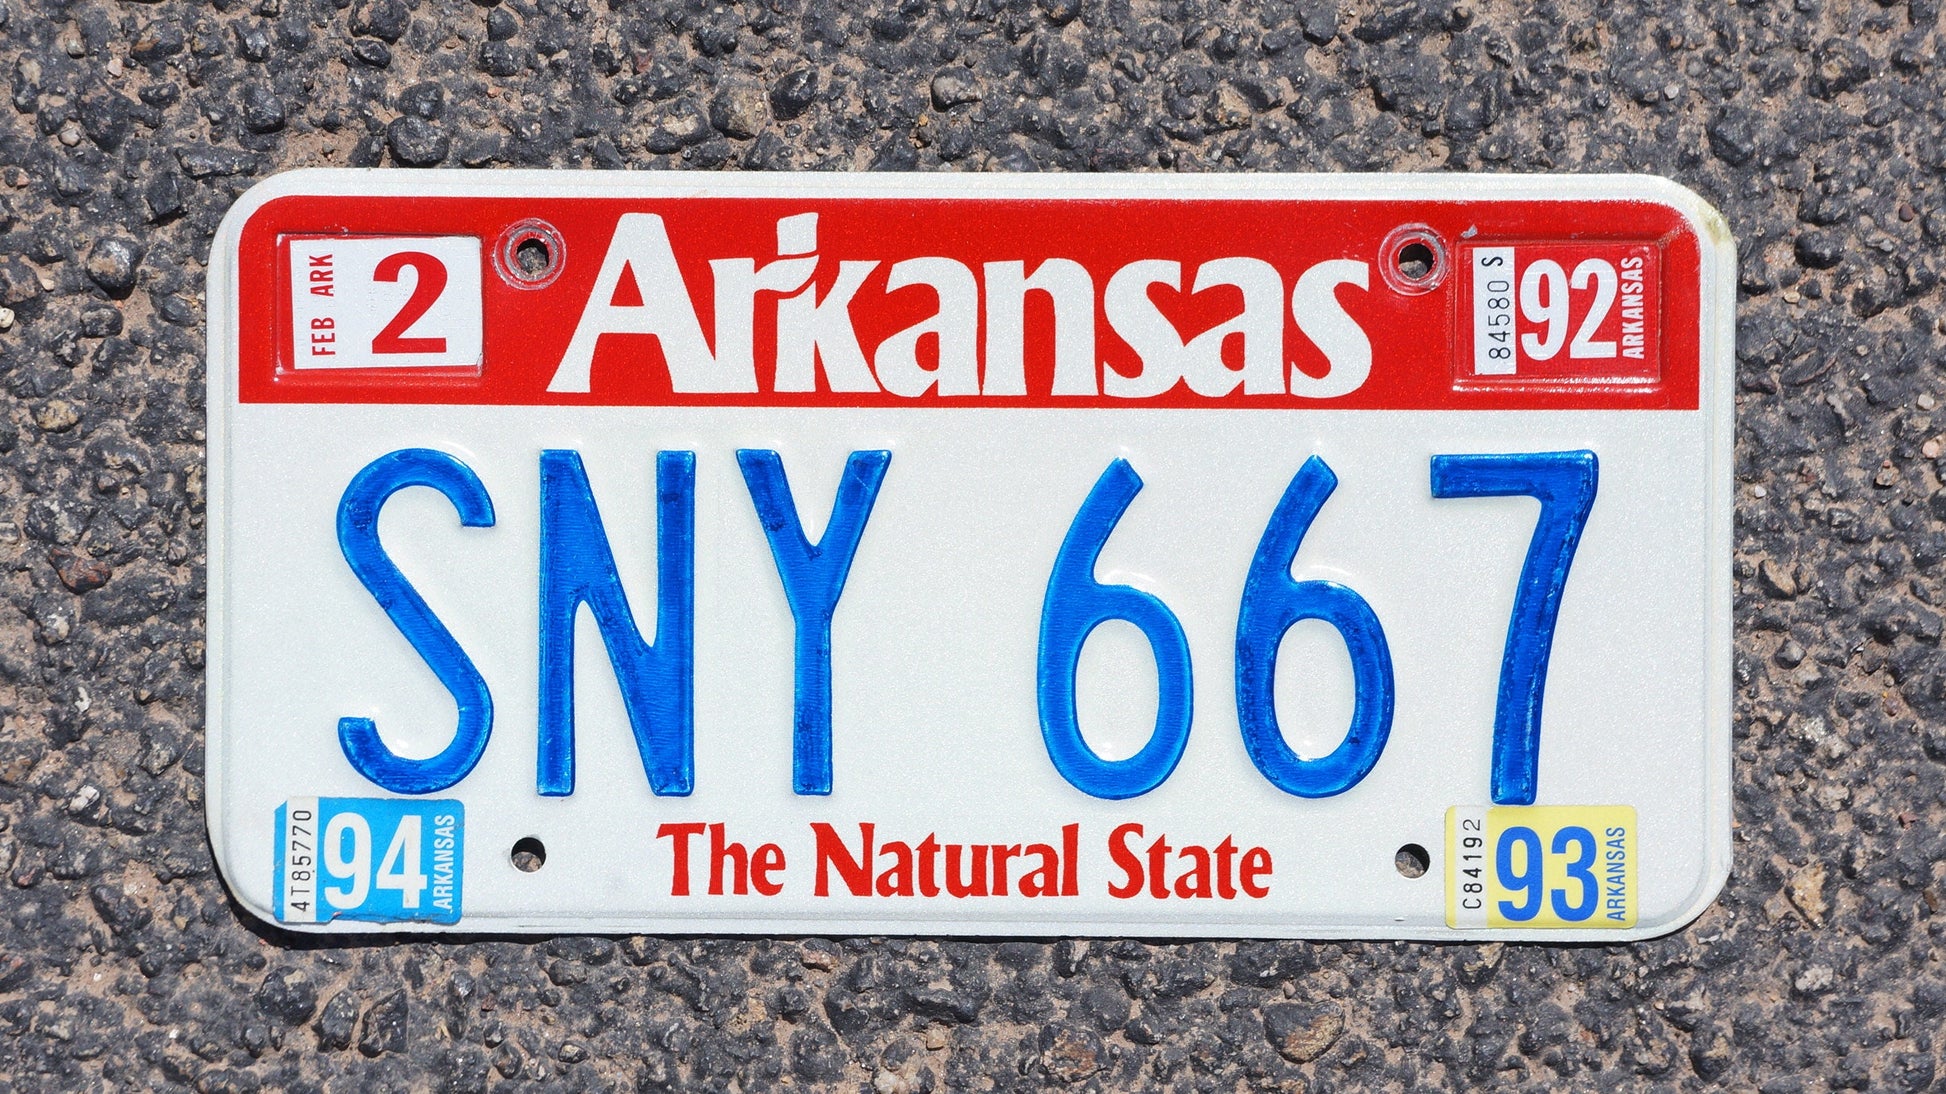 FEB ARK
2
Arkansas
84580 S
92
ARKANSAS
SNY 667
4T85770
94
ARKANSAS
The Natural State
C84192
93
ARKANSAS